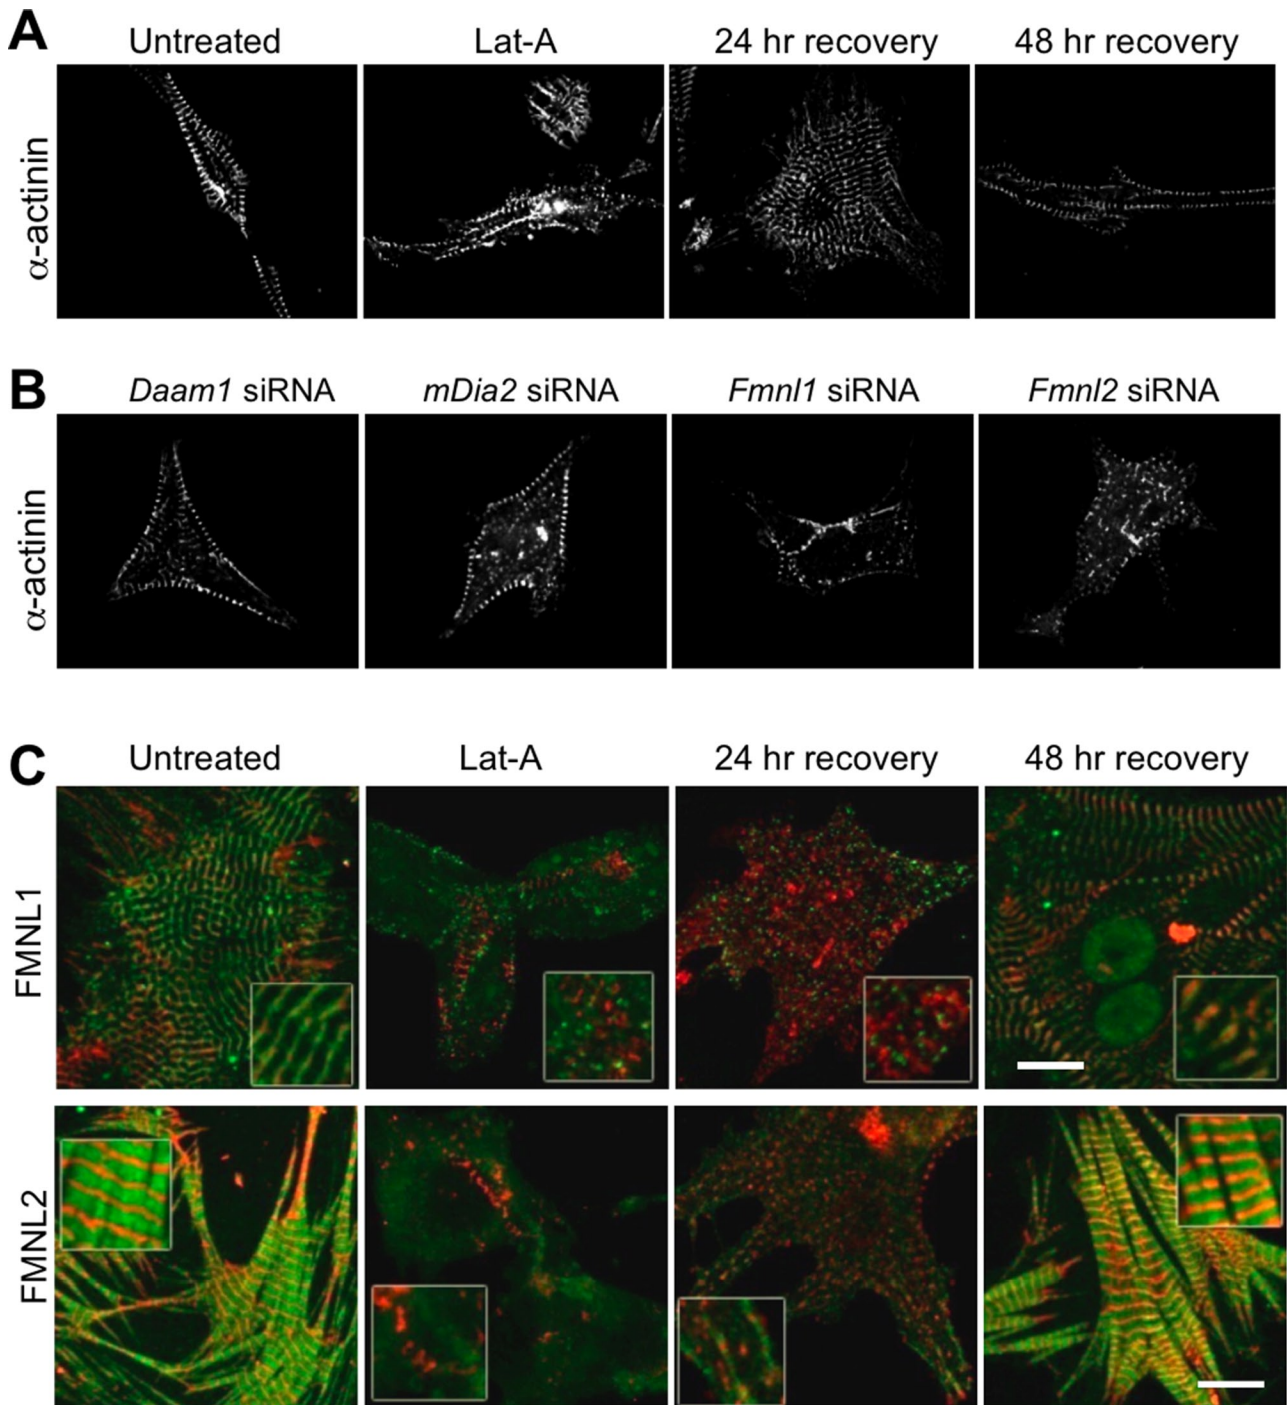 A
Untreated Lat-A 24 hr recovery 48 hr recovery
α-actinin
B
Daam1 siRNA mDia2 siRNA Fmnl1 siRNA Fmnl2 siRNA
α-actinin
C
Untreated Lat-A 24 hr recovery 48 hr recovery
FMNL1
FMNL2